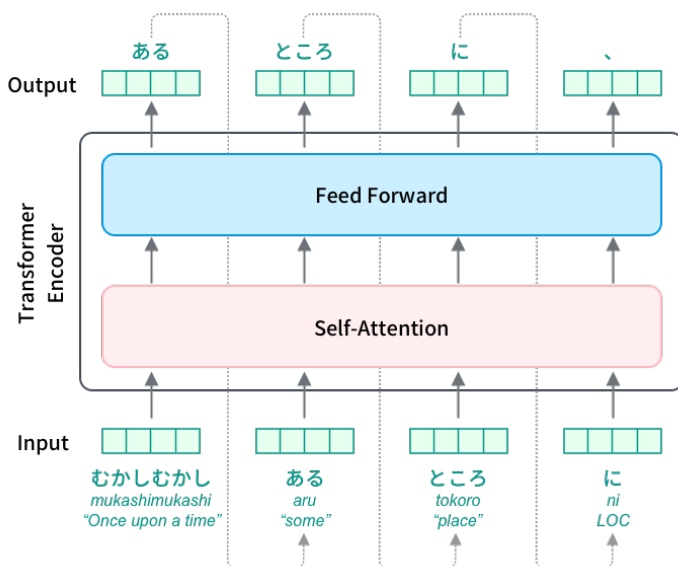 ある ところ に 、
Output
Transformer
Encoder
Feed Forward
Self-Attention
Input
むかしむかし ある ところ に
mukashimukashi aru tokoro ni
“Once upon a time” “some” “place” LOC